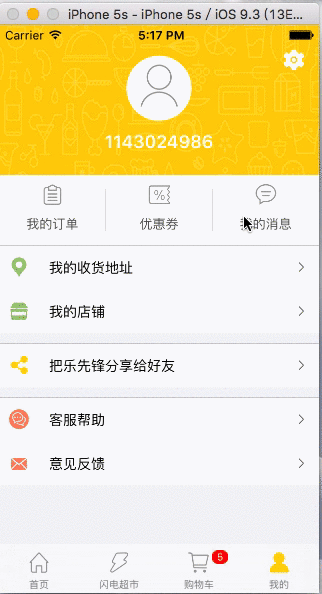 iPhone 5s - iPhone 5s / iOS 9.3 (13E...
Carrier 5:17 PM
1143024986
我的订单 优惠券 我的消息
我的收货地址
我的店铺
把乐先锋分享给好友
客服帮助
意见反馈
5
首页 闪电超市 购物车 我的